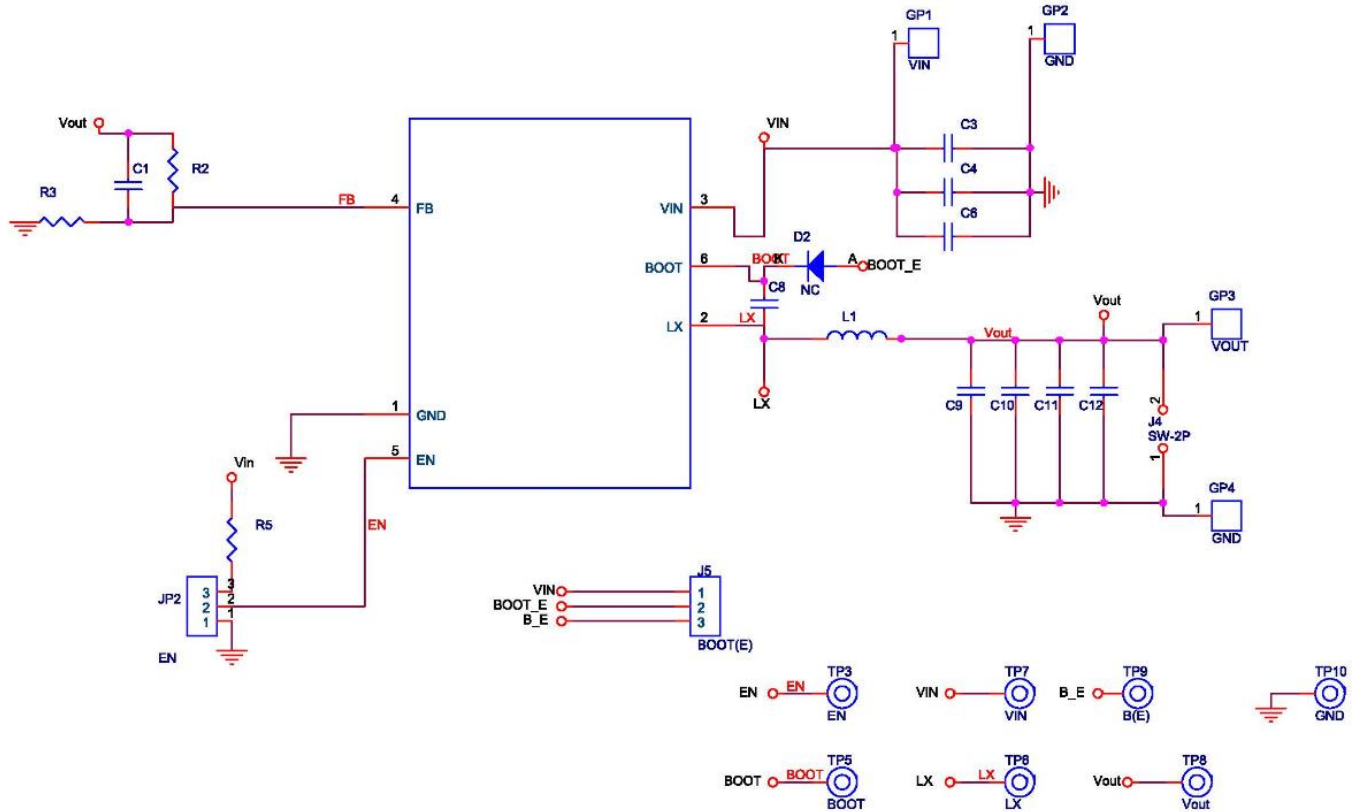 GP1
1
VIN
GP2
1
GND
Vout
C1
R2
R3
FB
4
FB
VIN
3
VIN
C3
C4
C6
D2
BOOT
6
BOOT
K
A
BOOT_E
NC
C8
LX
2
LX
L1
LX
Vout
Vout
GP3
1
VOUT
C9
C10
C11
C12
2
J4
SW-2P
1
GP4
1
GND
1
GND
5
EN
Vin
R5
EN
JP2
3
3
2
2
1
1
EN
J5
VIN
1
BOOT_E
2
B_E
3
BOOT(E)
TP3
EN
EN
EN
TP7
VIN
VIN
TP9
B_E
B(E)
TP10
GND
TP5
BOOT
BOOT
BOOT
TP6
LX
LX
LX
TP8
Vout
Vout